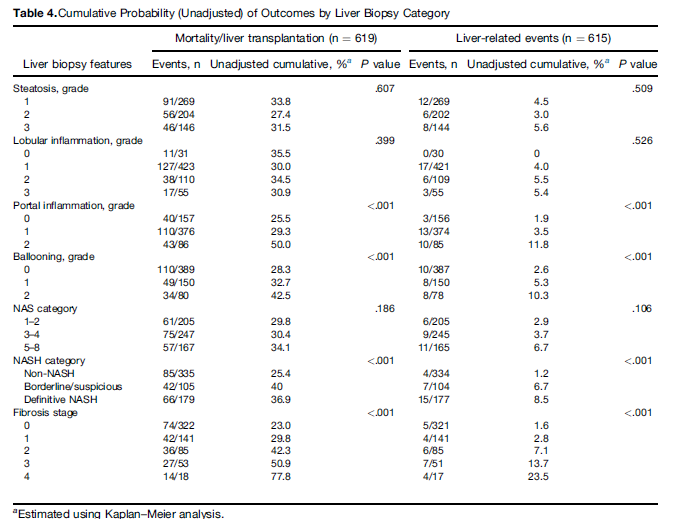 Table 4. Cumulative Probability (Unadjusted) of Outcomes by Liver Biopsy Category
Mortality/liver transplantation (n = 619) Liver-related events (n = 615)
Liver biopsy features Events, n Unadjusted cumulative, %a P value Events, n Unadjusted cumulative, %a P value
Steatosis, grade .607 .509
1 91/269 33.8 12/269 4.5
2 56/204 27.4 6/202 3.0
3 46/146 31.5 8/144 5.6
Lobular inflammation, grade .399 .526
0 11/31 35.5 0/30 0
1 127/423 30.0 17/421 4.0
2 38/110 34.5 6/109 5.5
3 17/55 30.9 3/55 5.4
Portal inflammation, grade <.001 <.001
0 40/157 25.5 3/156 1.9
1 110/376 29.3 13/374 3.5
2 43/86 50.0 10/85 11.8
Ballooning, grade <.001 <.001
0 110/389 28.3 10/387 2.6
1 49/150 32.7 8/150 5.3
2 34/80 42.5 8/78 10.3
NAS category .186 .106
1–2 61/205 29.8 6/205 2.9
3–4 75/247 30.4 9/245 3.7
5–8 57/167 34.1 11/165 6.7
NASH category <.001 <.001
Non-NASH 85/335 25.4 4/334 1.2
Borderline/suspicious 42/105 40 7/104 6.7
Definitive NASH 66/179 36.9 15/177 8.5
Fibrosis stage <.001 <.001
0 74/322 23.0 5/321 1.6
1 42/141 29.8 4/141 2.8
2 36/85 42.3 6/85 7.1
3 27/53 50.9 7/51 13.7
4 14/18 77.8 4/17 23.5
aEstimated using Kaplan–Meier analysis.